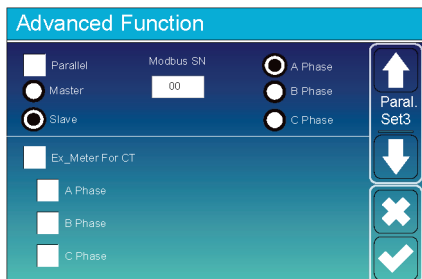 Advanced Function
Parallel
Modbus SN
A Phase
Master
00
B Phase
Slave
C Phase
Paral.
Set3
Ex_Meter For CT
A Phase
B Phase
C Phase